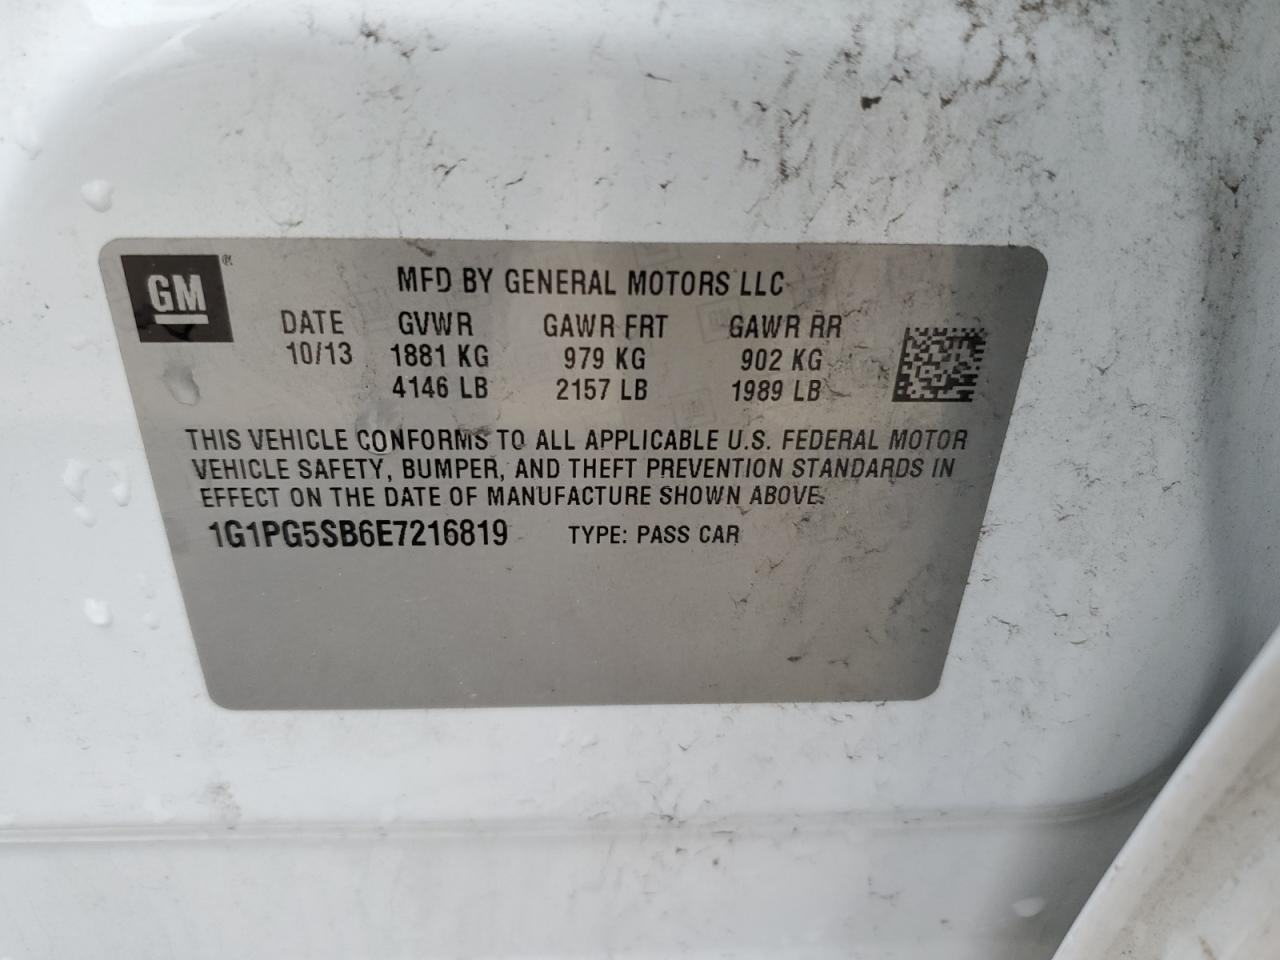 GM ®
MFD BY GENERAL MOTORS LLC
DATE GVWR GAWR FRT GAWR RR
10/13 1881 KG 979 KG 902 KG
4146 LB 2157 LB 1989 LB
THIS VEHICLE CONFORMS TO ALL APPLICABLE U.S. FEDERAL MOTOR
VEHICLE SAFETY, BUMPER, AND THEFT PREVENTION STANDARDS IN
EFFECT ON THE DATE OF MANUFACTURE SHOWN ABOVE.
1G1PG5SB6E7216819 TYPE: PASS CAR